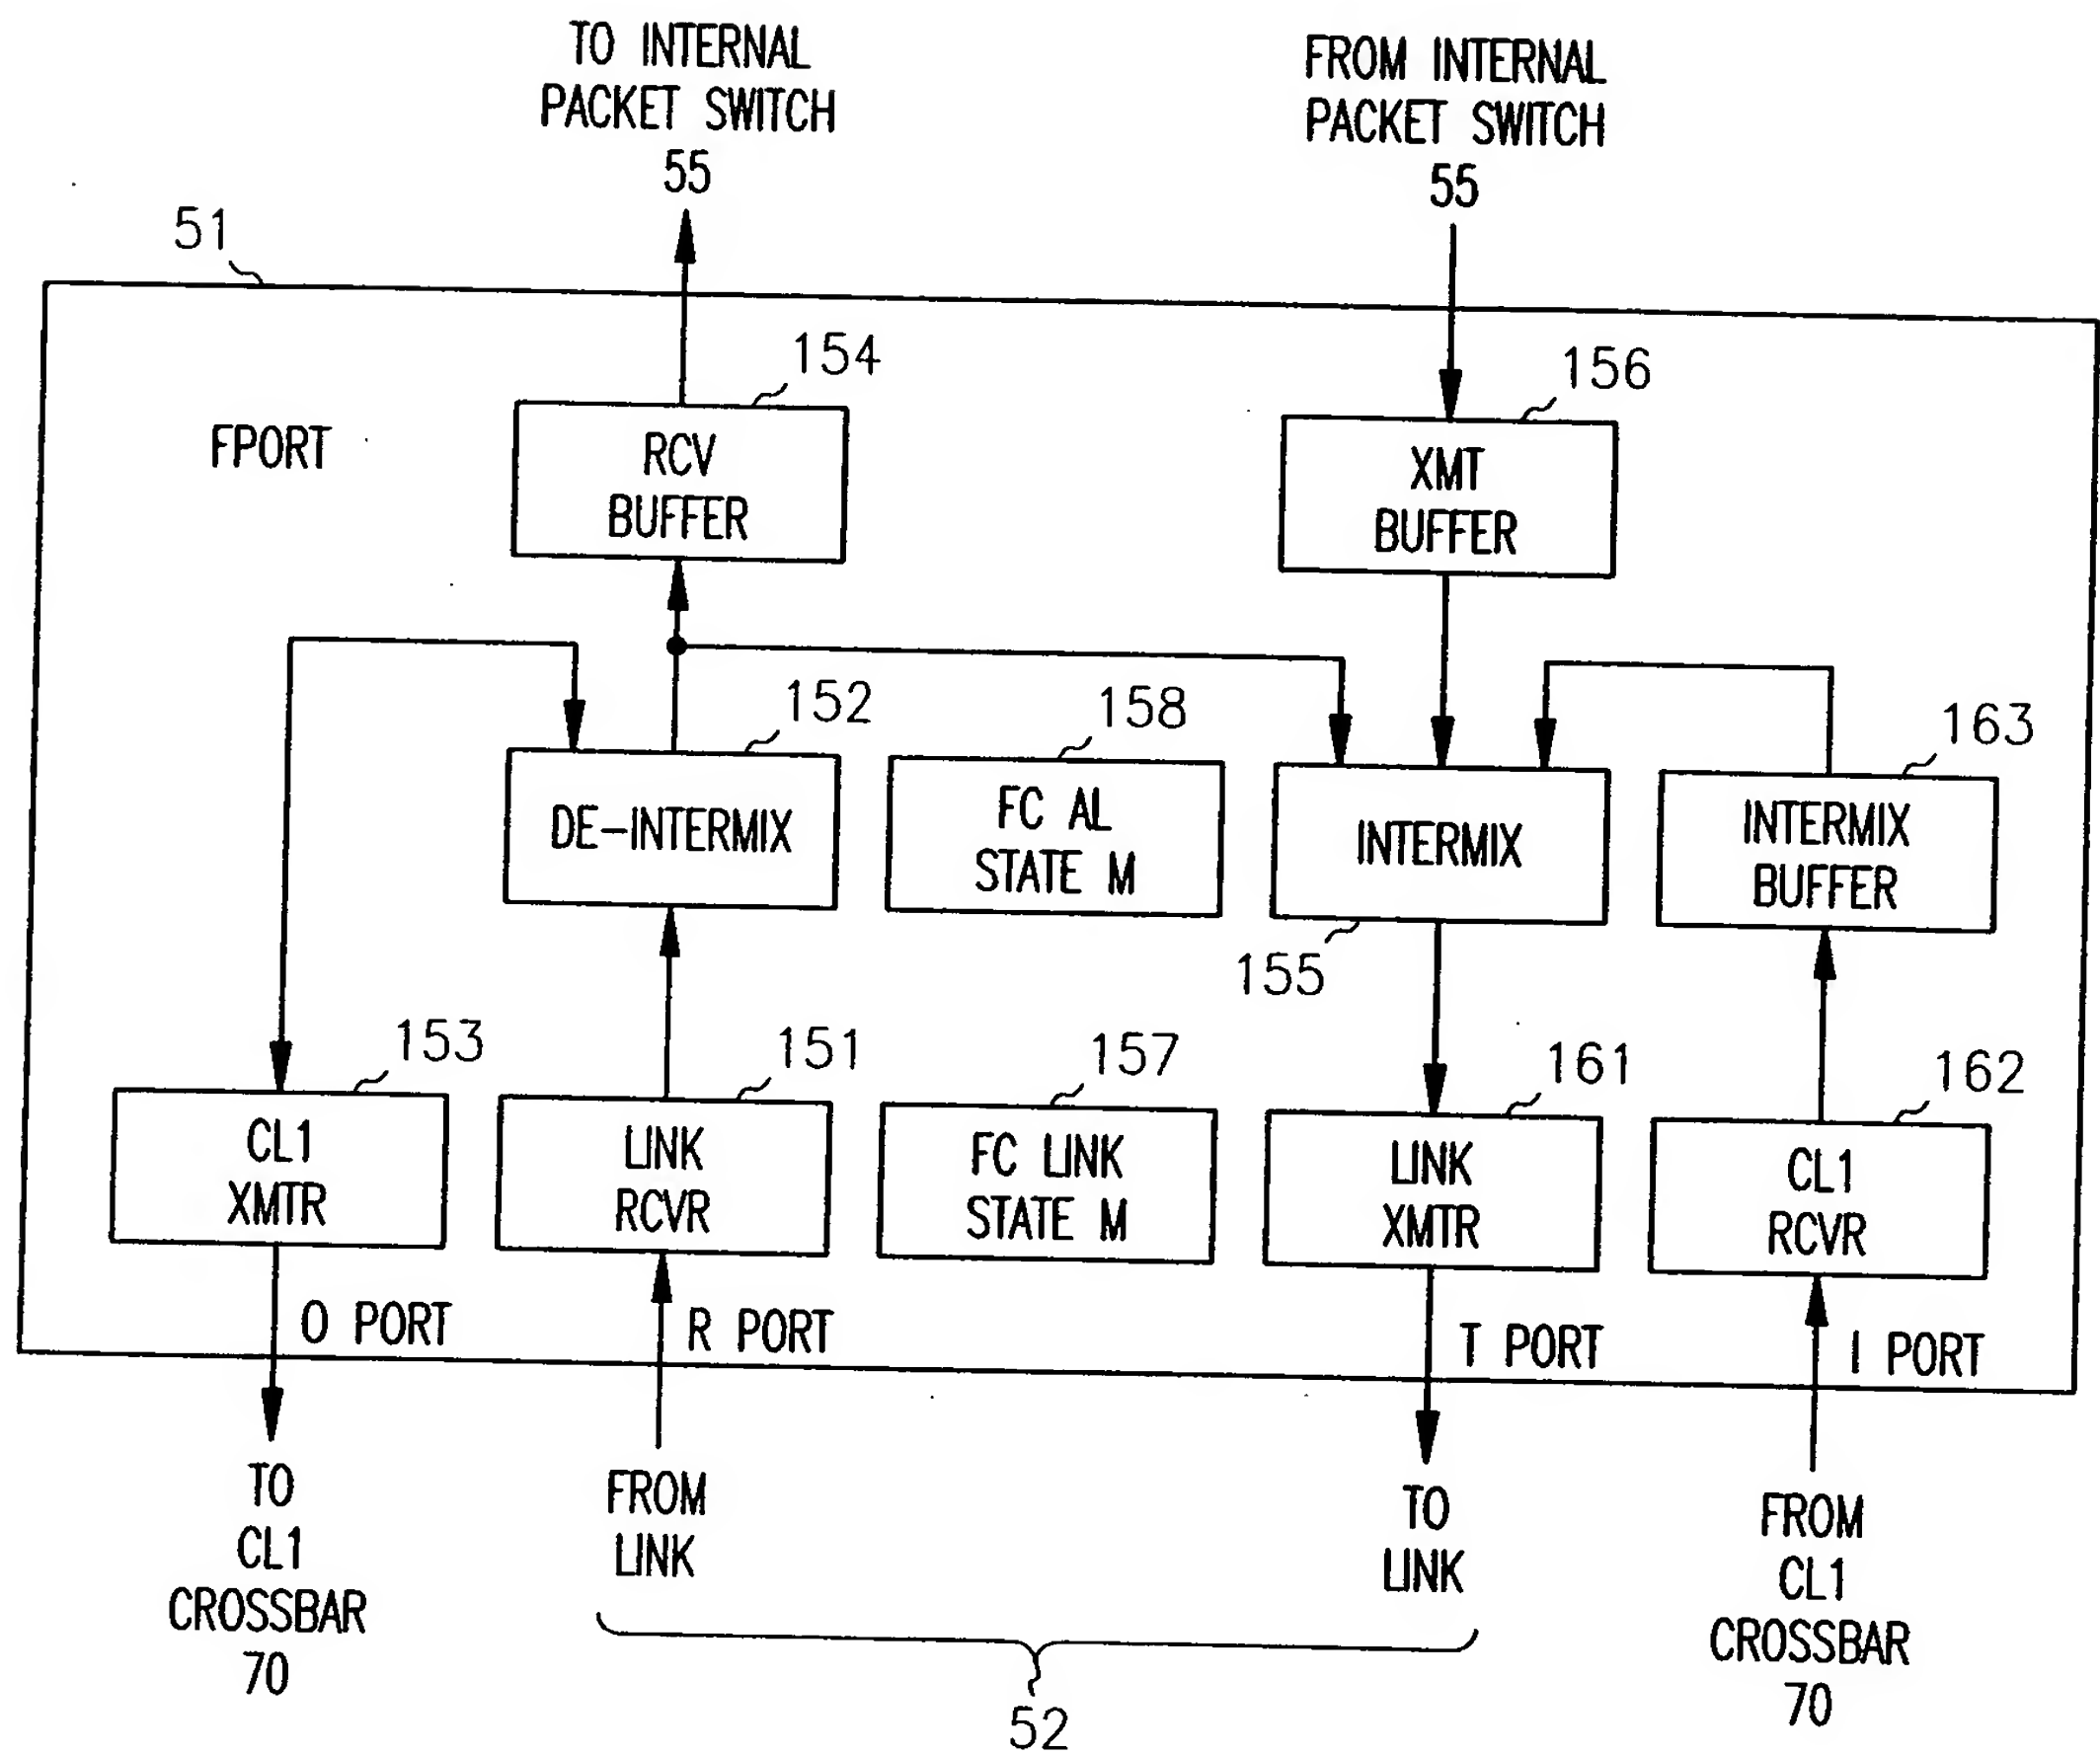 TO INTERNAL
PACKET SWITCH
55
FROM INTERNAL
PACKET SWITCH
55
51
FPORT
154
RCV
BUFFER
156
XMT
BUFFER
152
DE-INTERMIX
158
FC AL
STATE M
INTERMIX
155
163
INTERMIX
BUFFER
153
CL1
XMTR
151
LINK
RCVR
157
FC LINK
STATE M
161
LINK
XMTR
162
CL1
RCVR
O PORT
R PORT
T PORT
I PORT
TO
CL1
CROSSBAR
70
FROM
LINK
TO
LINK
FROM
CL1
CROSSBAR
70
52